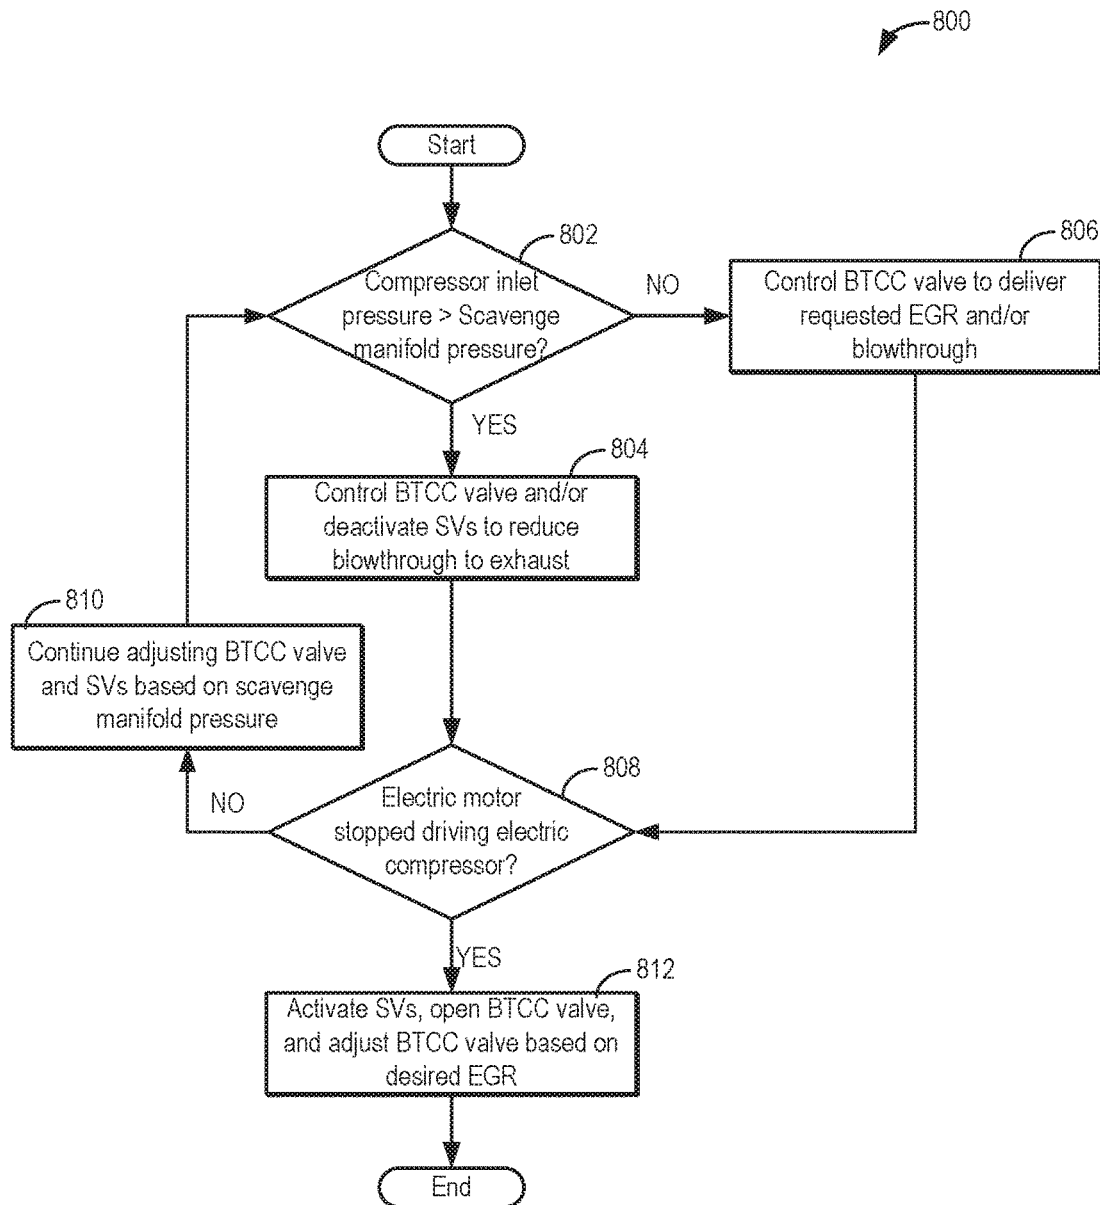 800
Start
802
Compressor inlet
pressure > Scavenge
manifold pressure?
NO
806
Control BTCC valve to deliver
requested EGR and/or
blowthrough
YES
804
Control BTCC valve and/or
deactivate SVs to reduce
blowthrough to exhaust
810
Continue adjusting BTCC valve
and SVs based on scavenge
manifold pressure
808
Electric motor
stopped driving electric
compressor?
NO
YES
812
Activate SVs, open BTCC valve,
and adjust BTCC valve based on
desired EGR
End